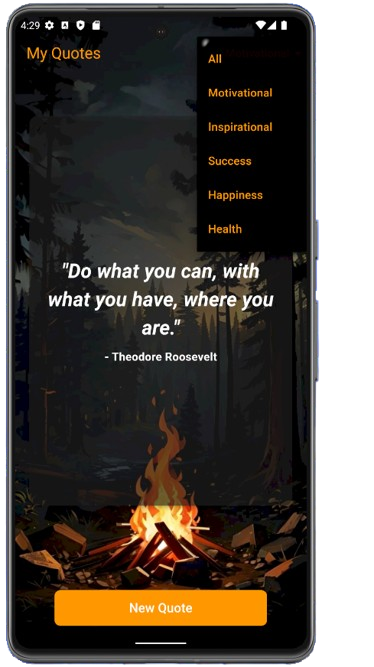 4:29
My Quotes
All
Motivational
Inspirational
Success
Happiness
Health
"Do what you can, with
what you have, where you
are."
- Theodore Roosevelt
New Quote